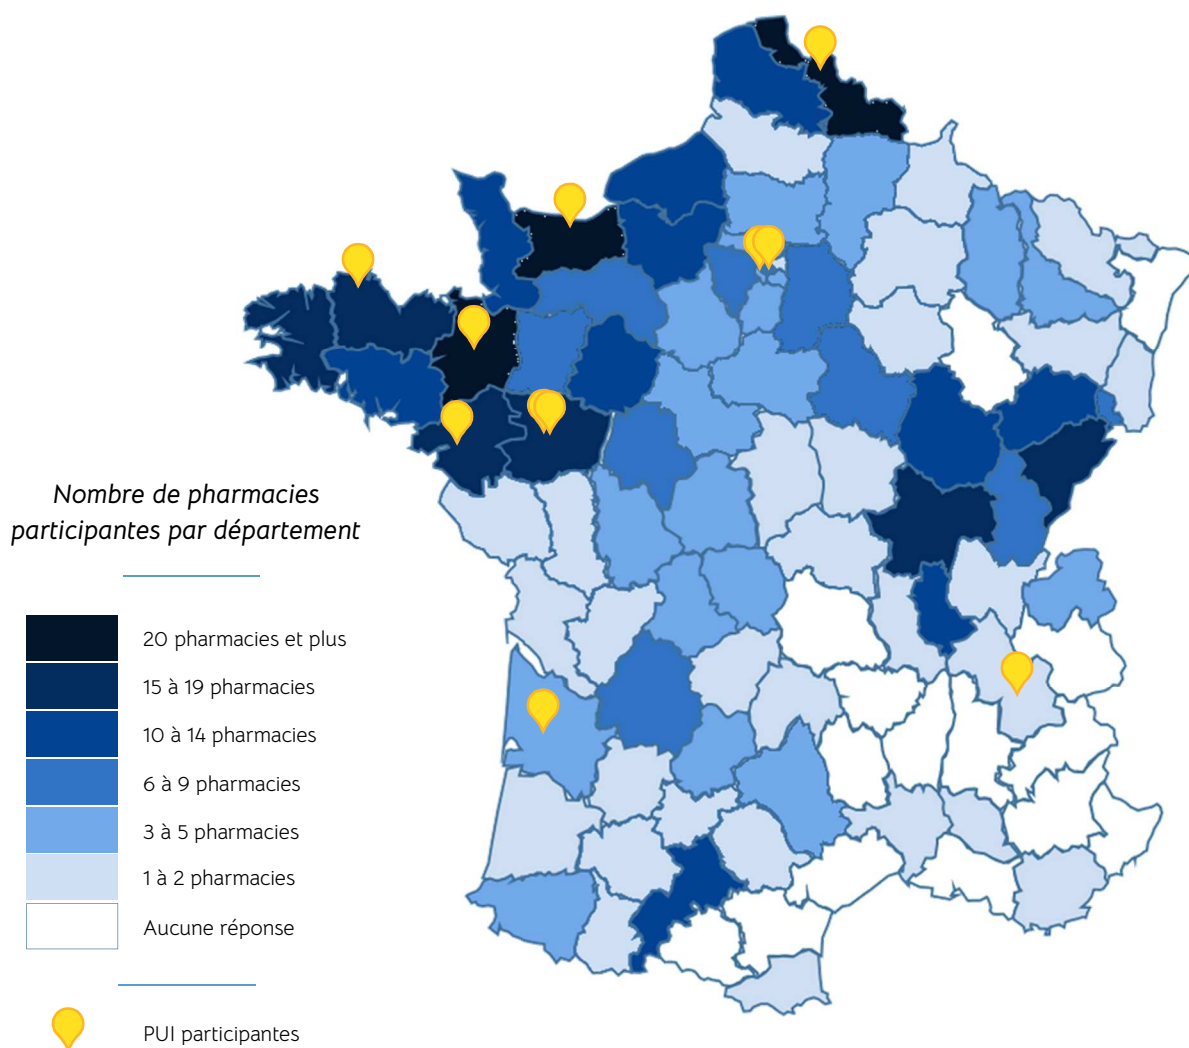 Nombre de pharmacies
participantes par département
20 pharmacies et plus
15 à 19 pharmacies
10 à 14 pharmacies
6 à 9 pharmacies
3 à 5 pharmacies
1 à 2 pharmacies
Aucune réponse
PUI participantes